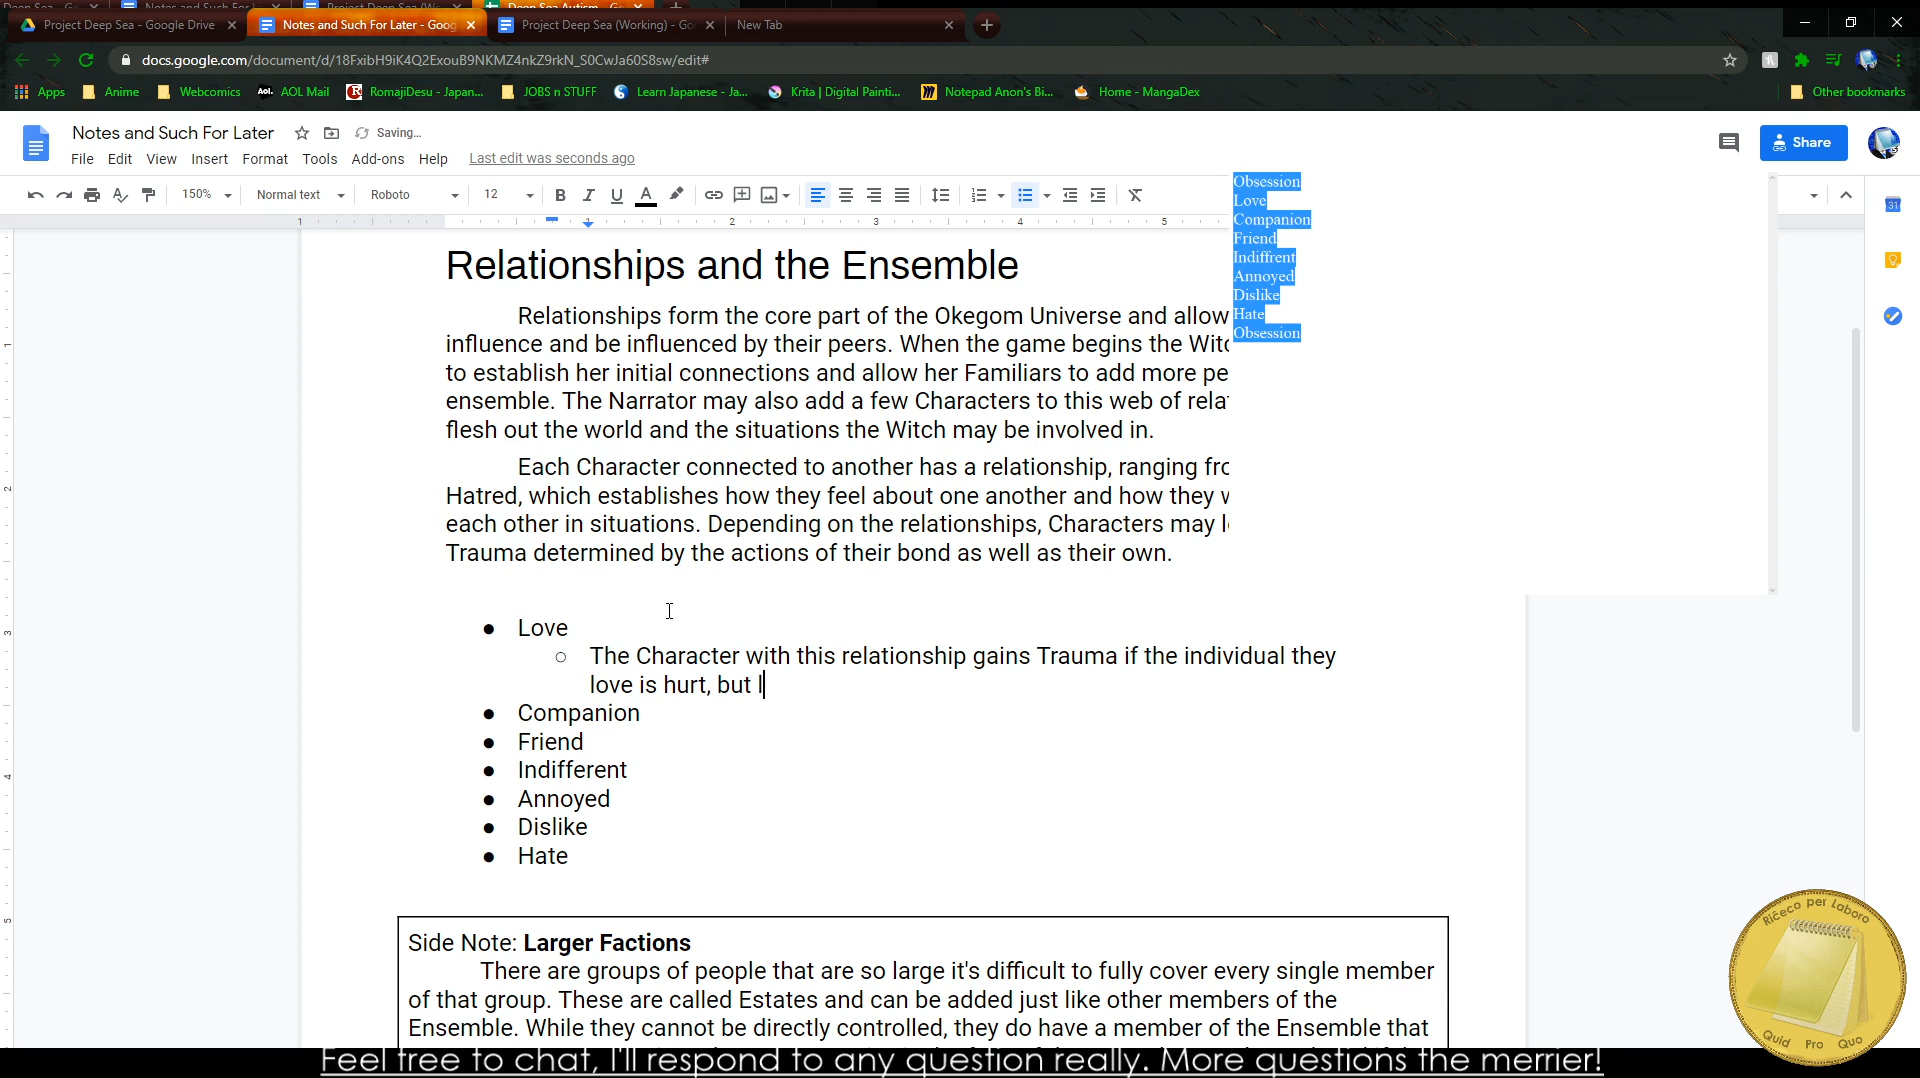 Project Deep Sea - Google Drive
Notes and Such For Later - Goog
Project Deep Sea (Working) - Go
New Tab
docs.google.com/document/d/18FxibH9iK4Q2ExouB9NKMZ4nkZ9rkN_S0CwJa60S8sw/edit#
Apps Anime Webcomics AOL Mail RomajiDesu - Japan... JOBS n STUFF Learn Japanese - Ja... Krita | Digital Painti... Notepad Anon's Bi... Home - MangaDex Other bookmarks
Notes and Such For Later Saving...
File Edit View Insert Format Tools Add-ons Help Last edit was seconds ago
Share
150% Normal text Roboto 12
Obsession
Love
Companion
Friend
Indiffrent
Annoyed
Dislike
Hate
Obsession
Relationships and the Ensemble
Relationships form the core part of the Okegom Universe and allow
influence and be influenced by their peers. When the game begins the
to establish her initial connections and allow her Familiars to add more
ensemble. The Narrator may also add a few Characters to this web of
flesh out the world and the situations the Witch may be involved in.
Each Character connected to another has a relationship, ranging
Hatred, which establishes how they feel about one another and how they
each other in situations. Depending on the relationships, Characters may
Trauma determined by the actions of their bond as well as their own.
● Love
○ The Character with this relationship gains Trauma if the individual they
love is hurt, but l
● Companion
● Friend
● Indifferent
● Annoyed
● Dislike
● Hate
Side Note: Larger Factions
There are groups of people that are so large it's difficult to fully cover every single member
of that group. These are called Estates and can be added just like other members of the
Ensemble. While they cannot be directly controlled, they do have a member of the Ensemble that
Riceco per Laboro
Quid Pro Quo
Feel free to chat, I'll respond to any question really. More questions the merrier!